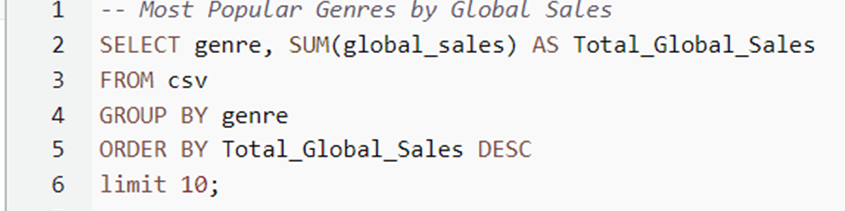 1 -- Most Popular Genres by Global Sales
2 SELECT genre, SUM(global_sales) AS Total_Global_Sales
3 FROM csv
4 GROUP BY genre
5 ORDER BY Total_Global_Sales DESC
6 limit 10;